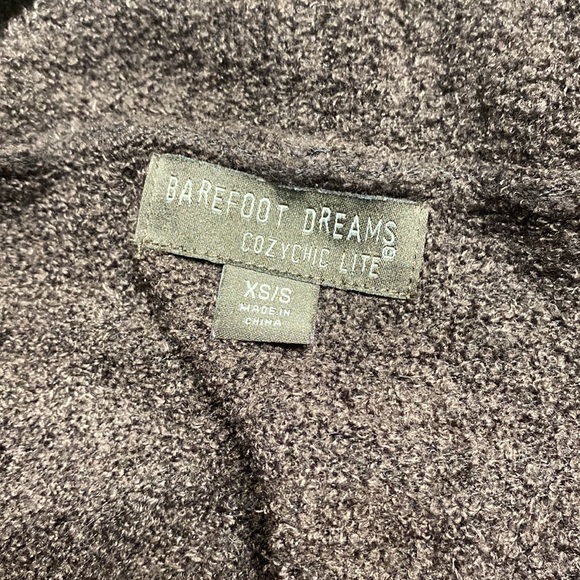 BAREFOOT DREAMS®
COZYCHIC LITE®
XS/S
MADE IN
CHINA